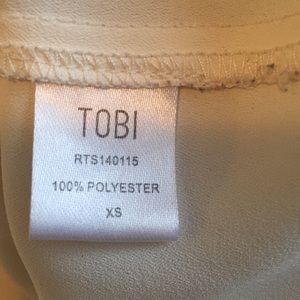 TOBI
RTS140115
100% POLYESTER
XS